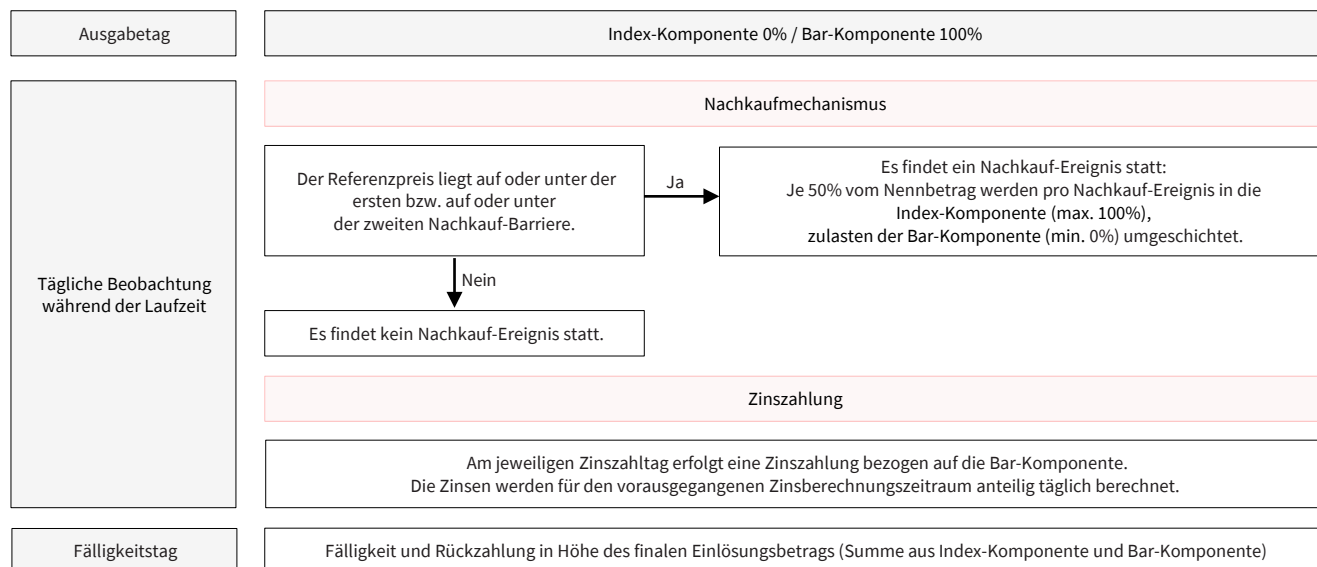 Ausgabetag
Index-Komponente 0% / Bar-Komponente 100%
Tägliche Beobachtung
während der Laufzeit
Nachkaufmechanismus
Der Referenzpreis liegt auf oder unter der
ersten bzw. auf oder unter
der zweiten Nachkauf-Barriere.
Ja
Es findet ein Nachkauf-Ereignis statt:
Je 50% vom Nennbetrag werden pro Nachkauf-Ereignis in die
Index-Komponente (max. 100%),
zulasten der Bar-Komponente (min. 0%) umgeschichtet.
Nein
Es findet kein Nachkauf-Ereignis statt.
Zinszahlung
Am jeweiligen Zinszahltag erfolgt eine Zinszahlung bezogen auf die Bar-Komponente.
Die Zinsen werden für den vorausgegangenen Zinsberechnungszeitraum anteilig täglich berechnet.
Fälligkeitstag
Fälligkeit und Rückzahlung in Höhe des finalen Einlösungsbetrags (Summe aus Index-Komponente und Bar-Komponente)